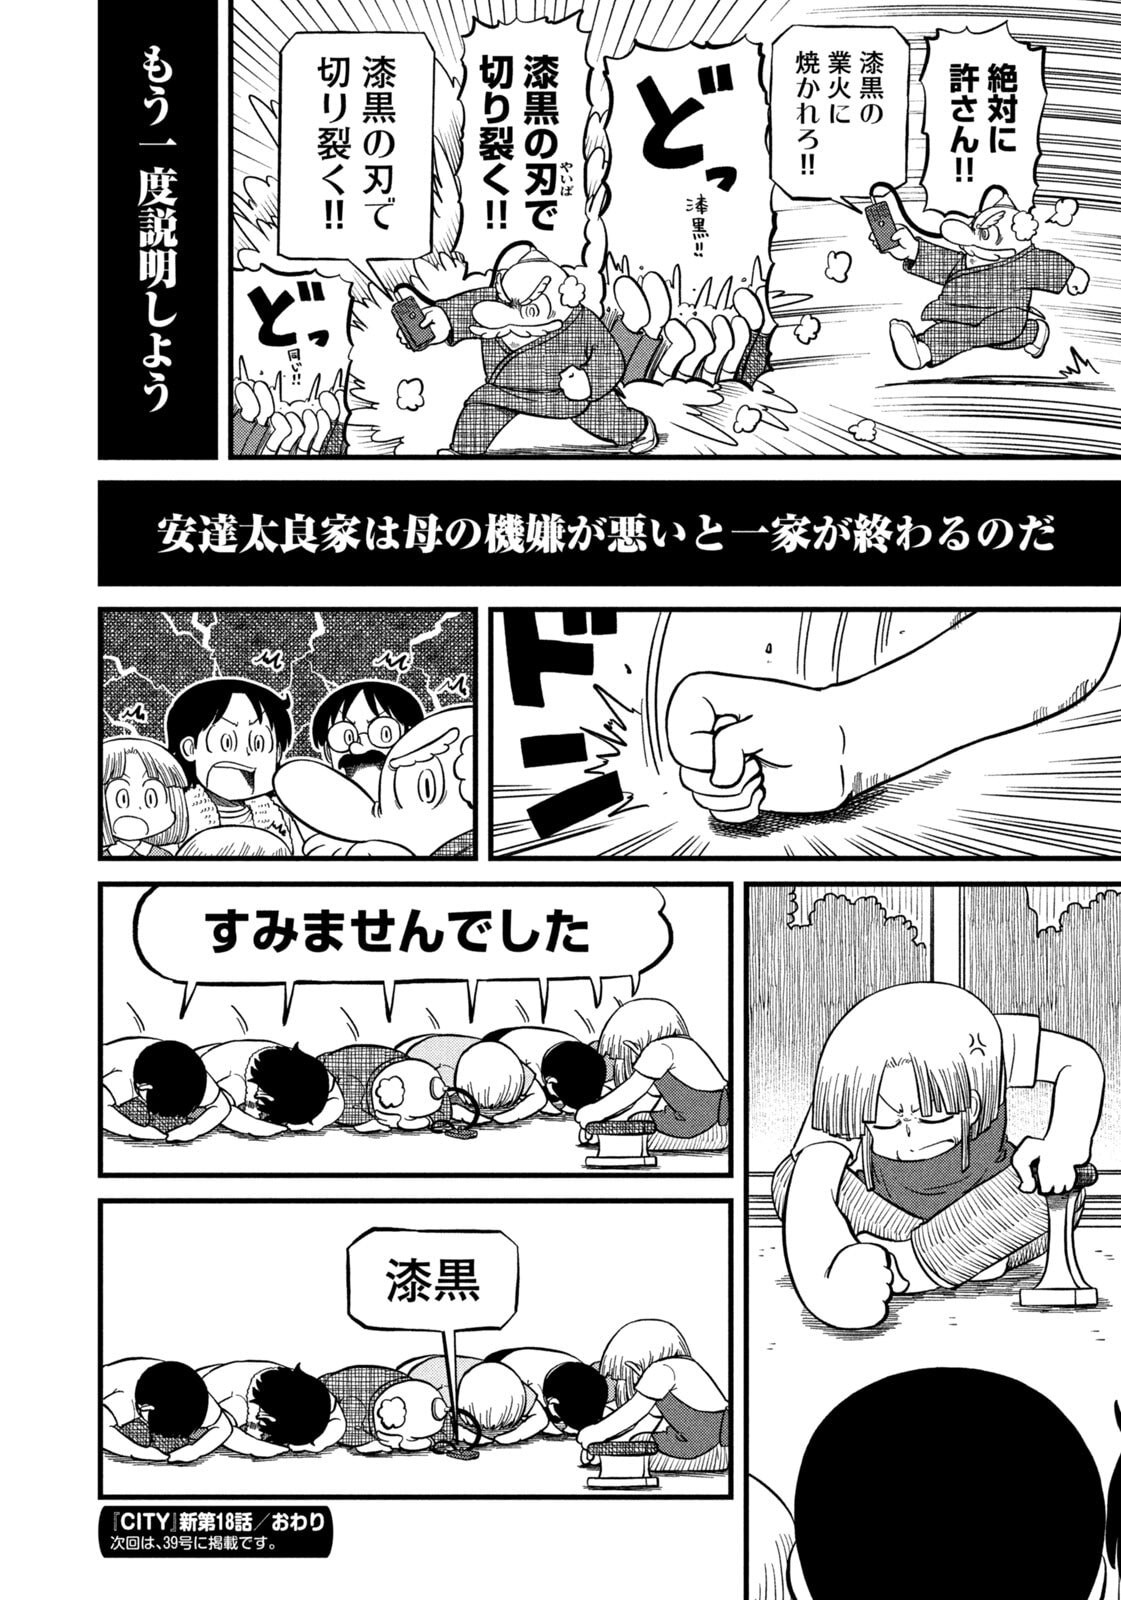 絶対に
許さん!!
漆黒の
業火に
焼かれろ!!
どっ
漆黒!!
漆黒の刃で
やいば
切り裂く!!
漆黒の刃で
切り裂く!!
どっ
同じ!!
もう一度説明しよう
安達太良家は母の機嫌が悪いと一家が終わるのだ
ドン
すみませんでした
漆黒
『CITY』新第18話/おわり
次回は、39号に掲載です。